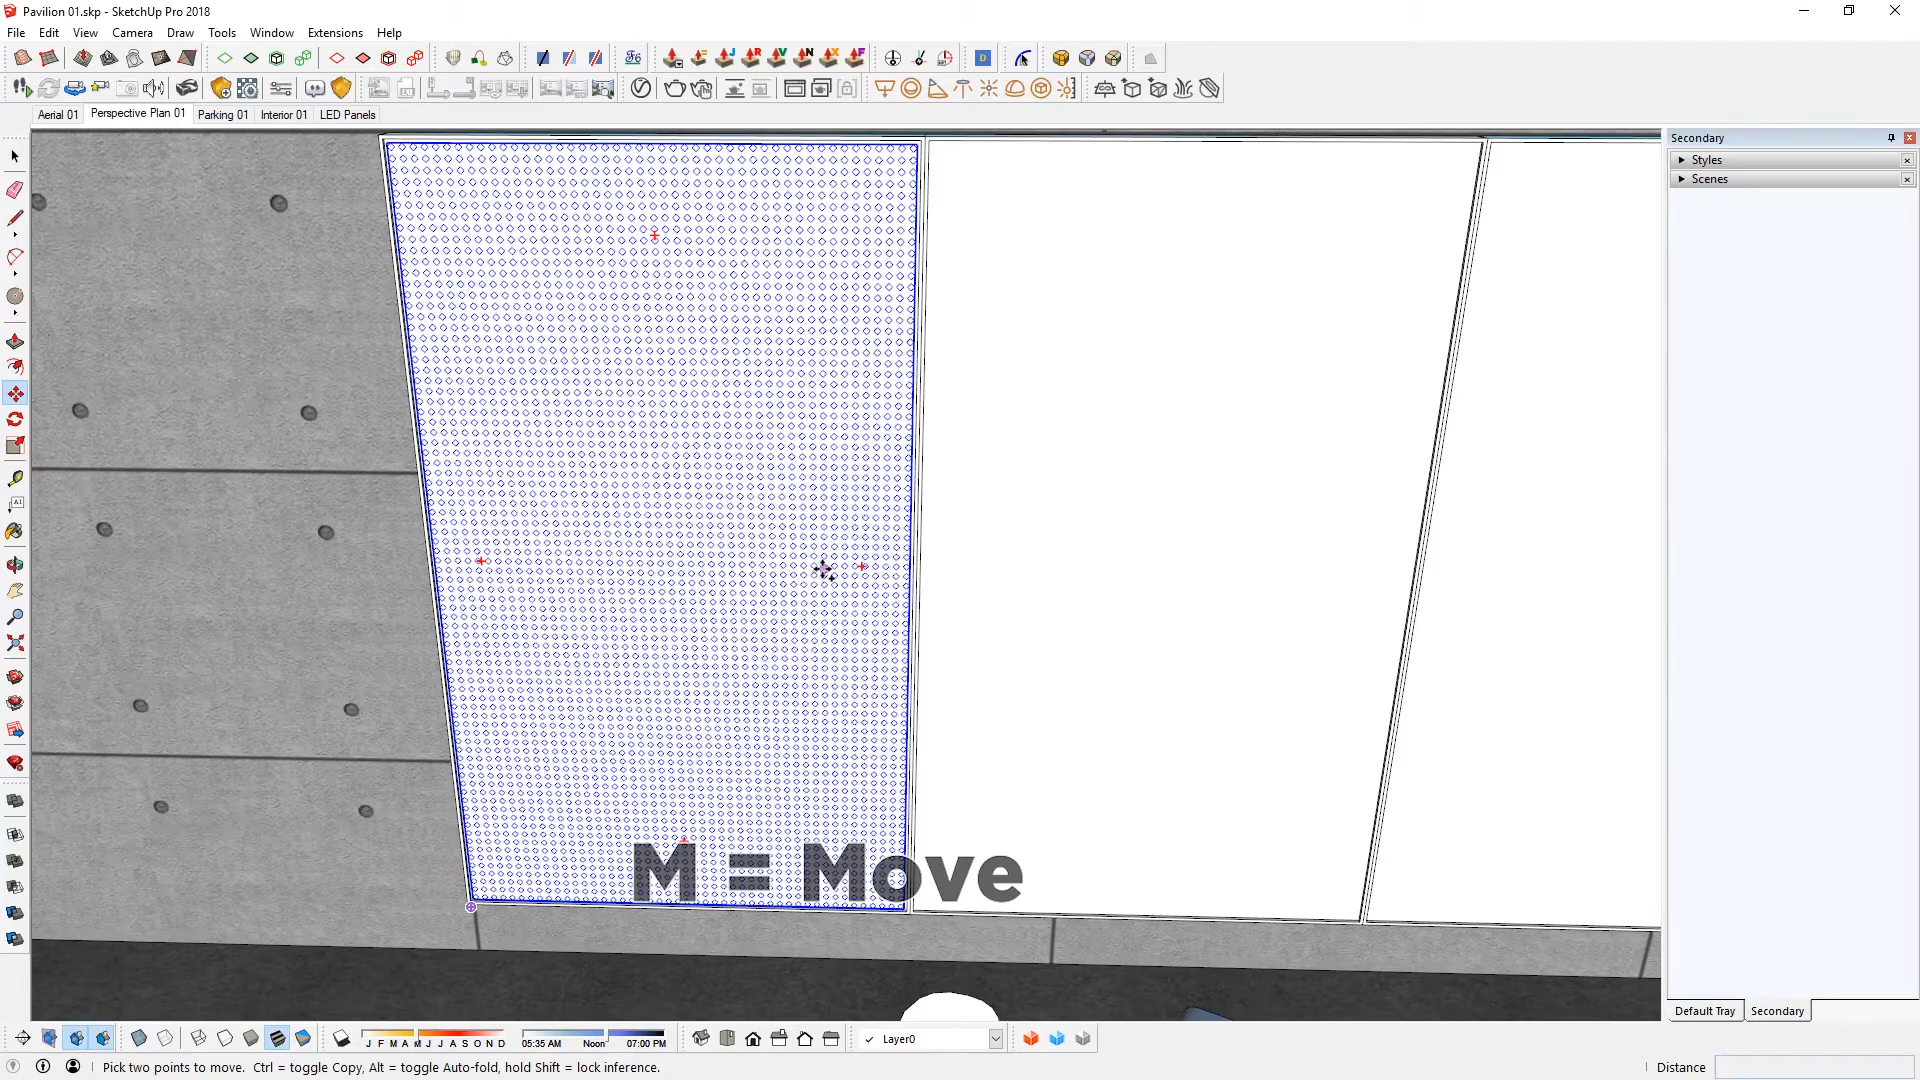 Pavilion 01.skp - SketchUp Pro 2018
File Edit View Camera Draw Tools Window Extensions Help
Aerial 01 Perspective Plan 01 Parking 01 Interior 01 LED Panels
Secondary
Styles
Scenes
M = Move
Default Tray Secondary
J F M A M J J A S O N D 05:35 AM Noon 07:00 PM Layer0
Pick two points to move. Ctrl = toggle Copy, Alt = toggle Auto-fold, hold Shift = lock inference. Distance